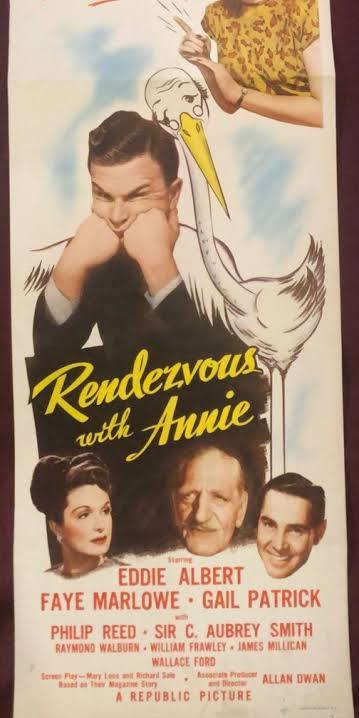 Rendezvous
with Annie
Starring
EDDIE ALBERT
FAYE MARLOWE • GAIL PATRICK
with
PHILIP REED • SIR C. AUBREY SMITH
RAYMOND WALBURN • WILLIAM FRAWLEY • JAMES MILLICAN
WALLACE FORD
Screen Play—Mary Loos and Richard Sale • Associate Producer
Based on Their Magazine Story and Director ALLAN DWAN
A REPUBLIC PICTURE